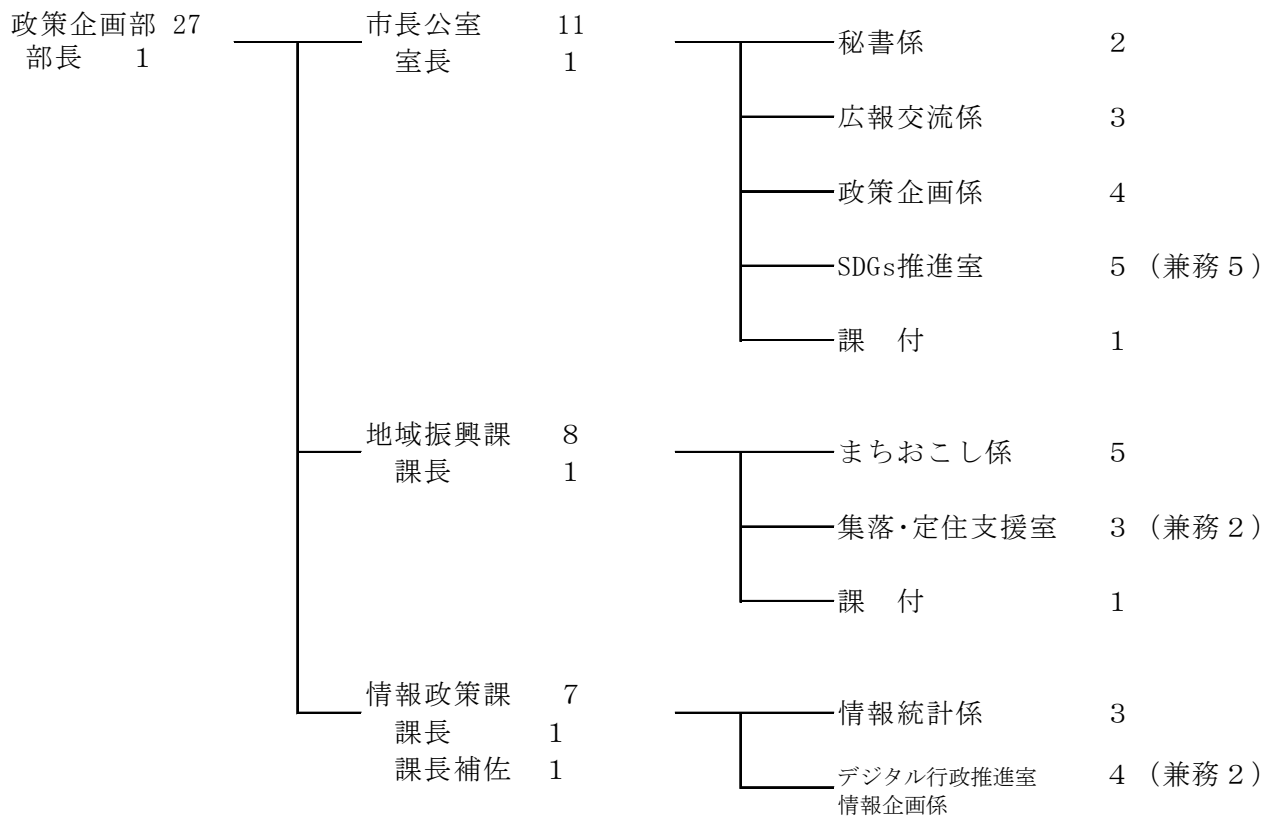 政策企画部 27
部長 1
市長公室 11
室長 1
秘書係 2
広報交流係 3
政策企画係 4
SDGs推進室 5 (兼務5)
課 付 1
地域振興課 8
課長 1
まちおこし係 5
集落・定住支援室 3 (兼務2)
課 付 1
情報政策課 7
課長 1
課長補佐 1
情報統計係 3
デジタル行政推進室 4 (兼務2)
情報企画係